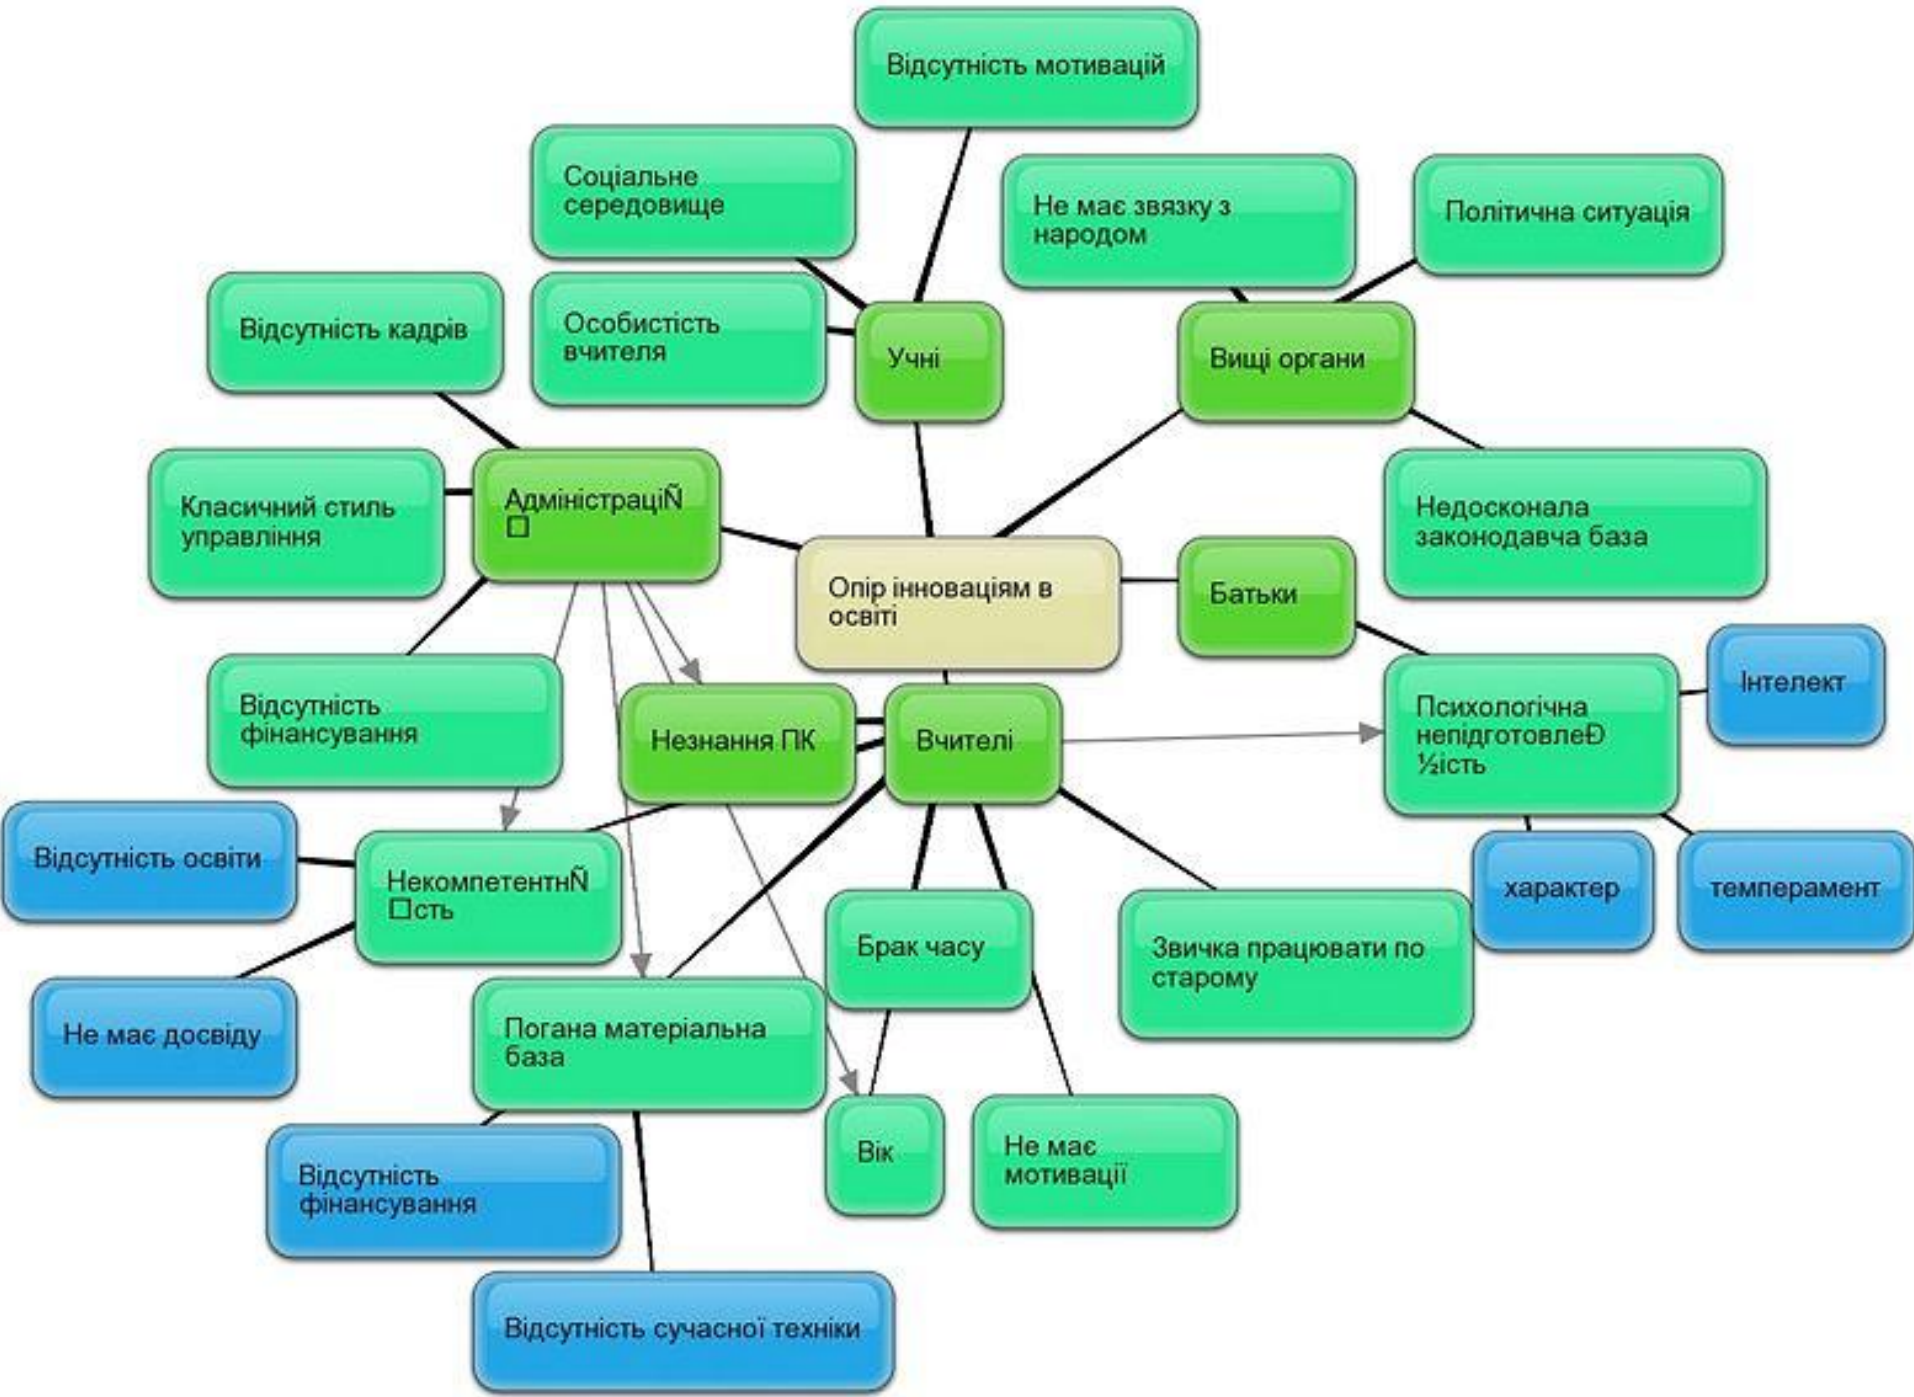 Відсутність мотивацій
Соціальне
середовище
Не має звязку з
народом
Політична ситуація
Відсутність кадрів
Особистість
вчителя
Учні
Вищі органи
Класичний стиль
управління
АдміністраціÑ
□
Недосконала
законодавча база
Опір інноваціям в
освіті
Батьки
Відсутність
фінансування
Незнання ПК
Вчителі
Психологічна
непідготовлеÐ
½ість
Інтелект
Відсутність освіти
НекомпетентнÑ
□сть
Брак часу
Звичка працювати по
старому
характер
темперамент
Не має досвіду
Погана матеріальна
база
Вік
Не має
мотивації
Відсутність
фінансування
Відсутність сучасної техніки